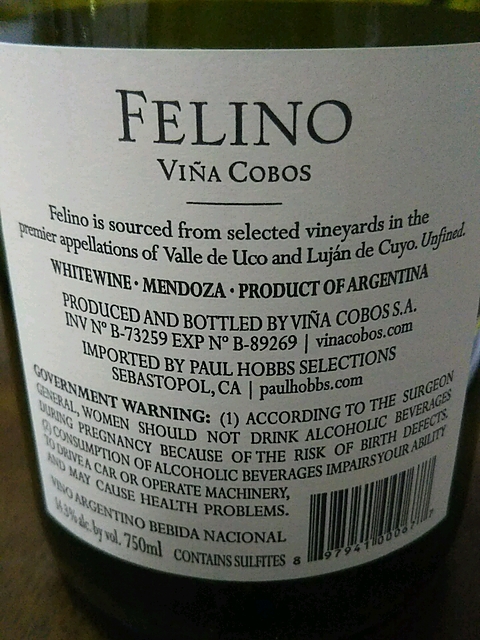 FELINO
VIÑA COBOS
Felino is sourced from selected vineyards in the
premier appellations of Valle de Uco and Luján de Cuyo. Unfined.
WHITE WINE • MENDOZA • PRODUCT OF ARGENTINA
PRODUCED AND BOTTLED BY VIÑA COBOS S.A.
INV Nº B-73259 EXP Nº B-89269 | vinacobos.com
IMPORTED BY PAUL HOBBS SELECTIONS
SEBASTOPOL, CA | paulhobbs.com
GOVERNMENT WARNING: (1) ACCORDING TO THE SURGEON
GENERAL, WOMEN SHOULD NOT DRINK ALCOHOLIC BEVERAGES
DURING PREGNANCY BECAUSE OF THE RISK OF BIRTH DEFECTS.
(2) CONSUMPTION OF ALCOHOLIC BEVERAGES IMPAIRS YOUR ABILITY
TO DRIVE A CAR OR OPERATE MACHINERY,
AND MAY CAUSE HEALTH PROBLEMS.
VINO ARGENTINO BEBIDA NACIONAL
14.3% alc. by vol. 750ml CONTAINS SULFITES